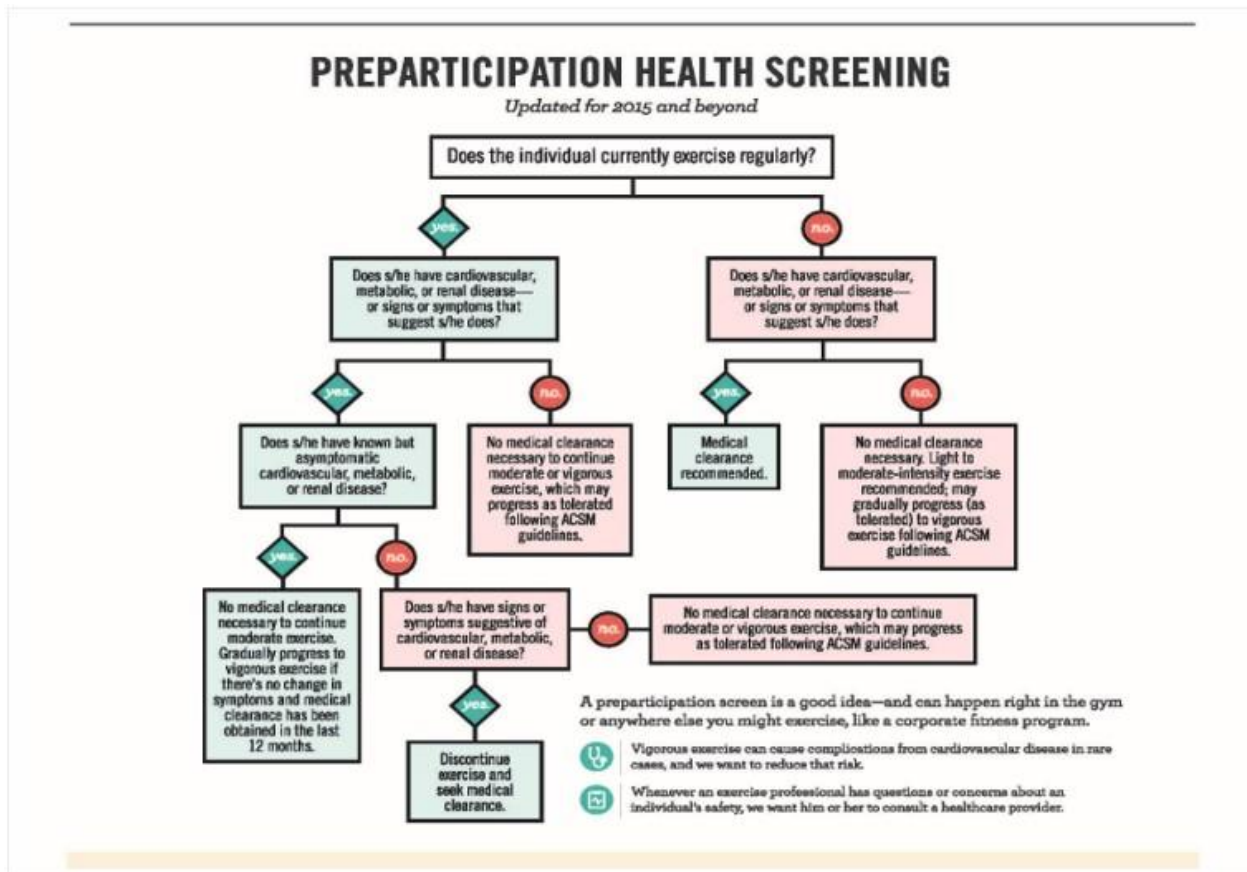 PREPARTICIPATION HEALTH SCREENING
Updated for 2015 and beyond
Does the individual currently exercise regularly?
yes.
no.
Does s/he have cardiovascular,
metabolic, or renal disease—
or signs or symptoms that
suggest s/he does?
Does s/he have cardiovascular,
metabolic, or renal disease—
or signs or symptoms that
suggest s/he does?
yes.
no.
yes.
no.
Does s/he have known but
asymptomatic
cardiovascular, metabolic,
or renal disease?
No medical clearance
necessary to continue
moderate or vigorous
exercise, which may
progress as tolerated
following ACSM
guidelines.
Medical
clearance
recommended.
No medical clearance
necessary. Light to
moderate-intensity exercise
recommended; may
gradually progress (as
tolerated) to vigorous
exercise following ACSM
guidelines.
yes.
no.
No medical clearance
necessary to continue
moderate exercise.
Gradually progress to
vigorous exercise if
there's no change in
symptoms and medical
clearance has been
obtained in the last
12 months.
Does s/he have signs or
symptoms suggestive of
cardiovascular, metabolic,
or renal disease?
no.
No medical clearance necessary to continue
moderate or vigorous exercise, which may progress
as tolerated following ACSM guidelines.
yes.
Discontinue
exercise and
seek medical
clearance.
A preparticipation screen is a good idea—and can happen right in the gym
or anywhere else you might exercise, like a corporate fitness program.
Vigorous exercise can cause complications from cardiovascular disease in rare
cases, and we want to reduce that risk.
Whenever an exercise professional has questions or concerns about an
individual's safety, we want him or her to consult a healthcare provider.